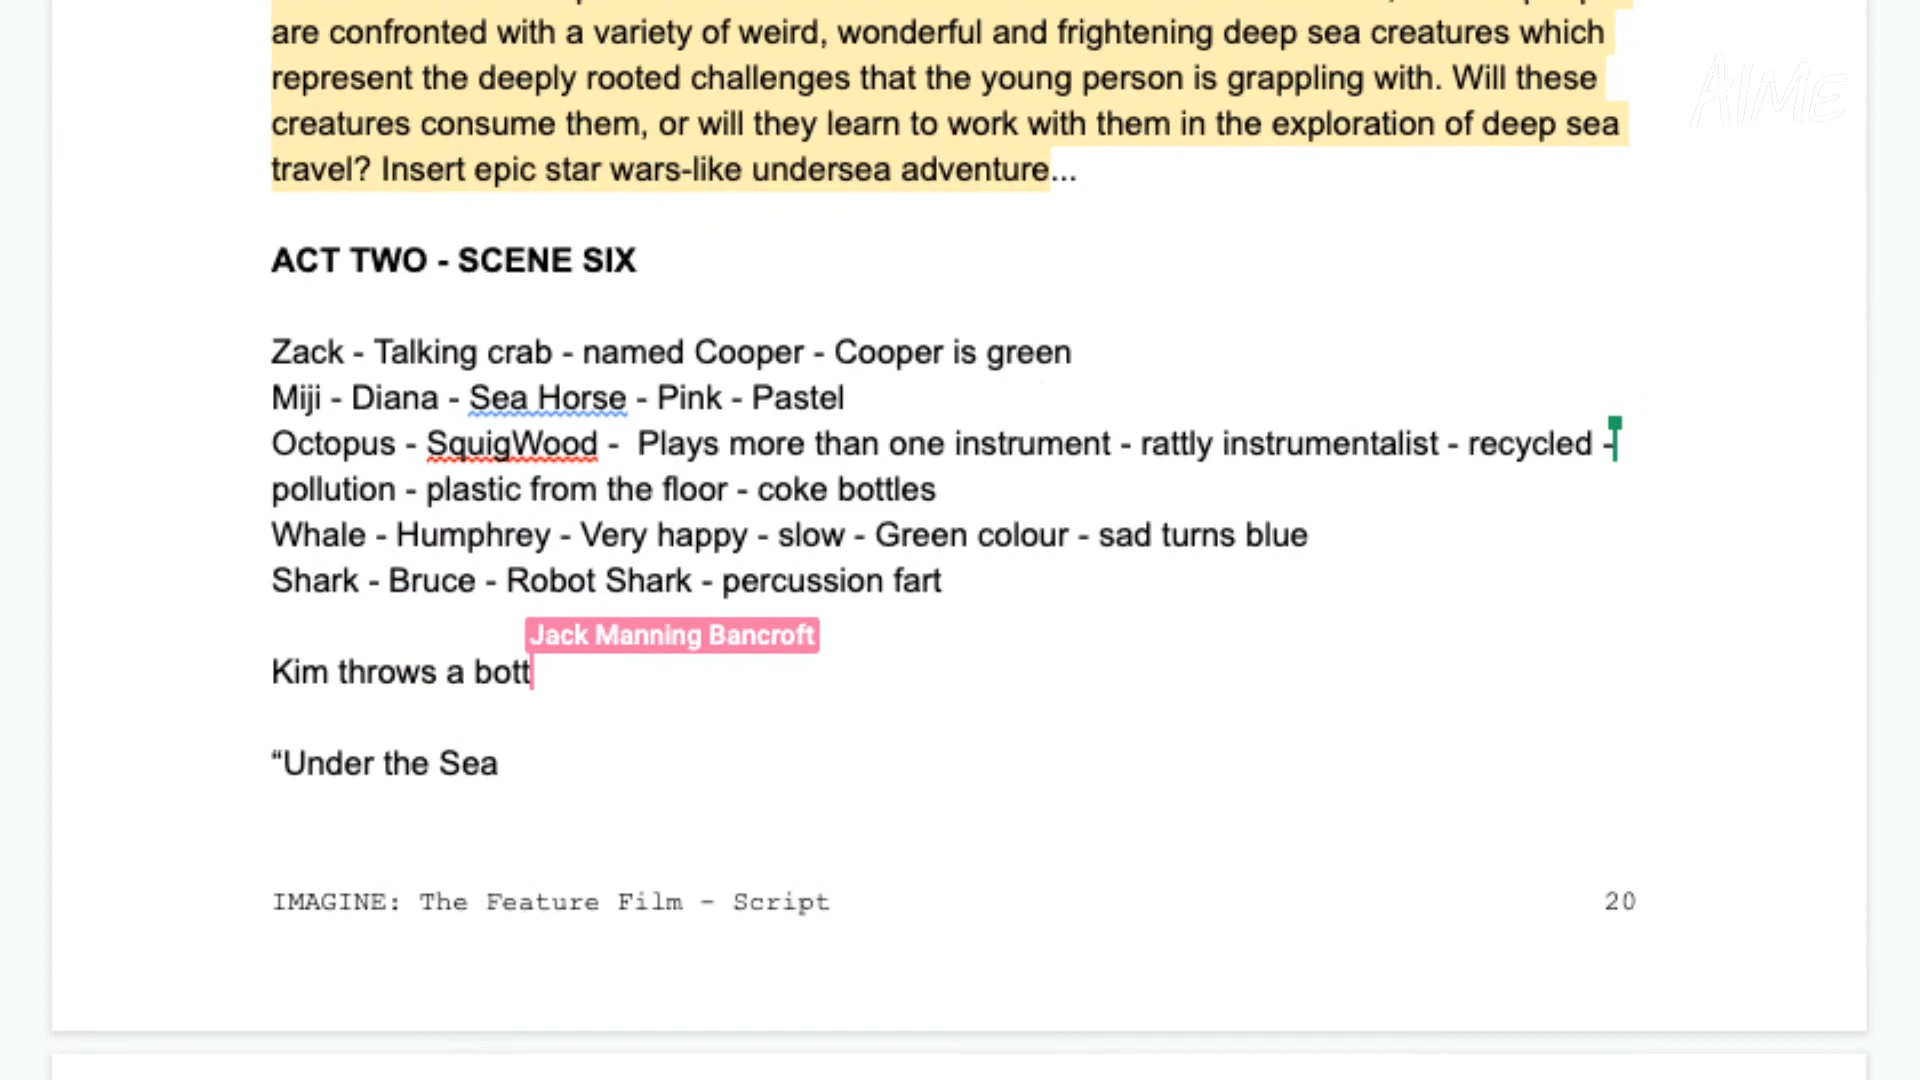 are confronted with a variety of weird, wonderful and frightening deep sea creatures which
AIME
represent the deeply rooted challenges that the young person is grappling with. Will these
creatures consume them, or will they learn to work with them in the exploration of deep sea
travel? Insert epic star wars-like undersea adventure...
ACT TWO - SCENE SIX
Zack - Talking crab - named Cooper - Cooper is green
Miji - Diana - Sea Horse - Pink - Pastel
Octopus - SquigWood -  Plays more than one instrument - rattly instrumentalist - recycled -
pollution - plastic from the floor - coke bottles
Whale - Humphrey - Very happy - slow - Green colour - sad turns blue
Shark - Bruce - Robot Shark - percussion fart
Jack Manning Bancroft
Kim throws a bott
“Under the Sea
IMAGINE: The Feature Film - Script 20